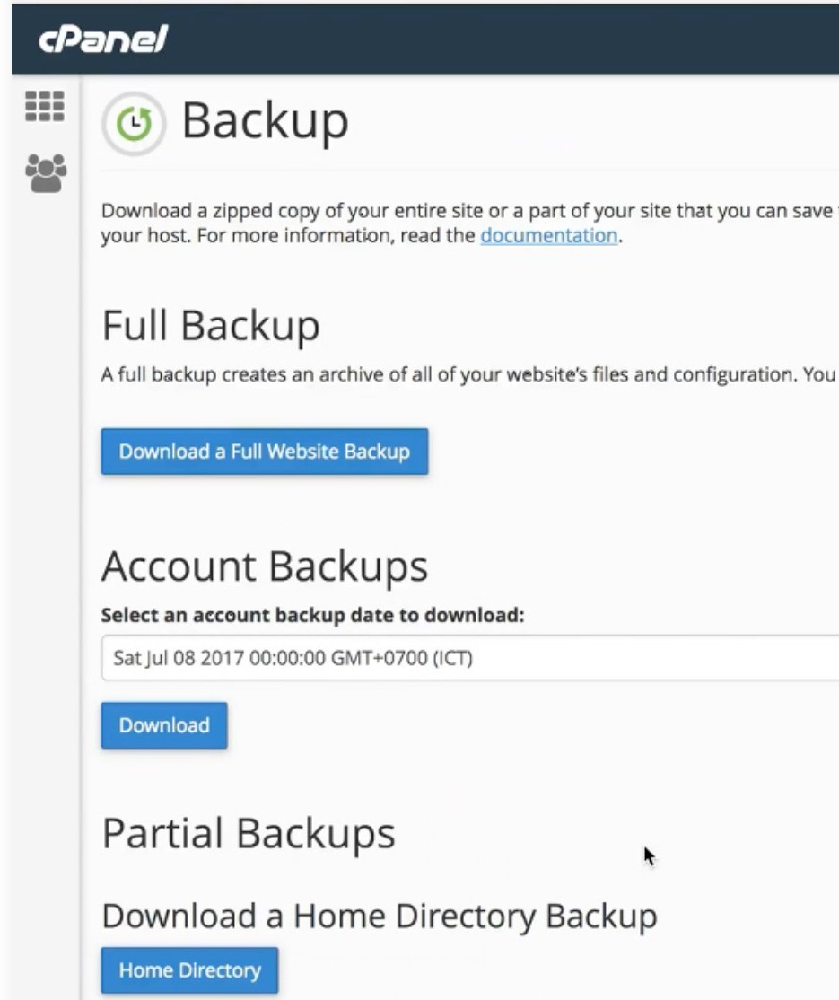 cPanel
Backup
Download a zipped copy of your entire site or a part of your site that you can save
your host. For more information, read the documentation.
Full Backup
A full backup creates an archive of all of your website's files and configuration. You
Download a Full Website Backup
Account Backups
Select an account backup date to download:
Sat Jul 08 2017 00:00:00 GMT+0700 (ICT)
Download
Partial Backups
Download a Home Directory Backup
Home Directory